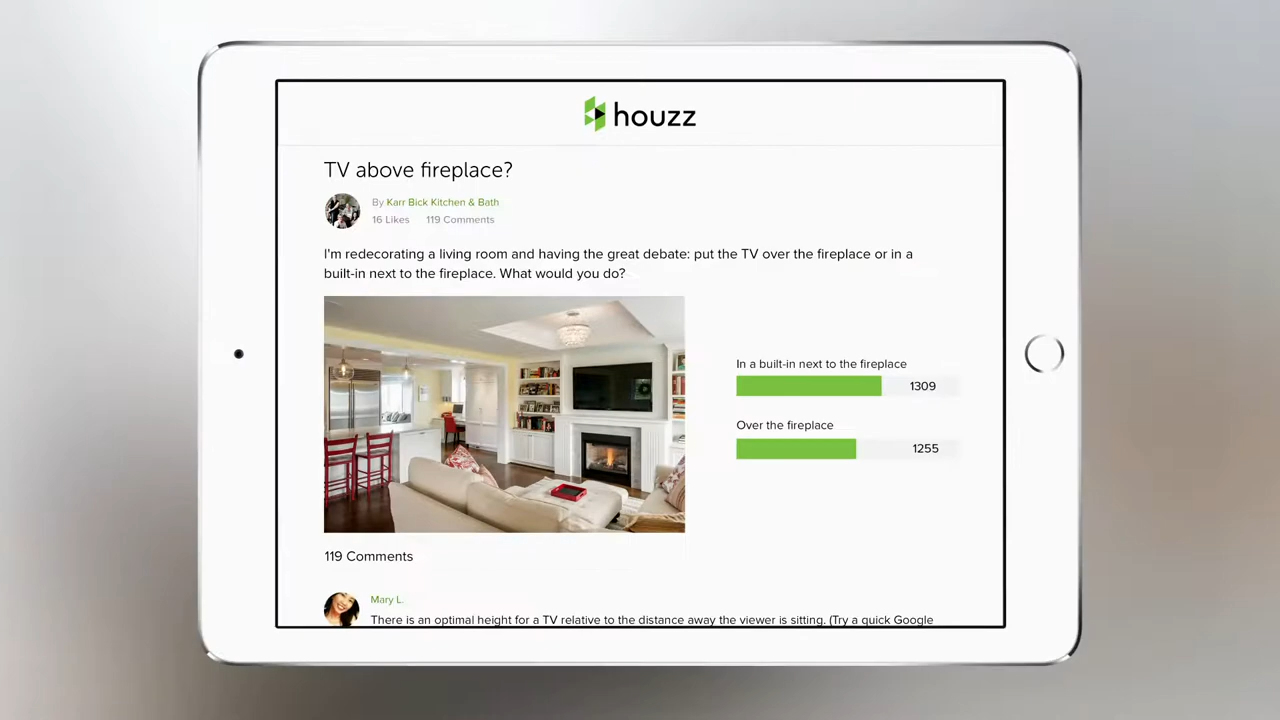 houzz
TV above fireplace?
By Karr Bick Kitchen & Bath
16 Likes 119 Comments
I'm redecorating a living room and having the great debate: put the TV over the fireplace or in a
built-in next to the fireplace. What would you do?
In a built-in next to the fireplace
1309
Over the fireplace
1255
119 Comments
Mary L.
There is an optimal height for a TV relative to the distance away the viewer is sitting. (Try a quick Google